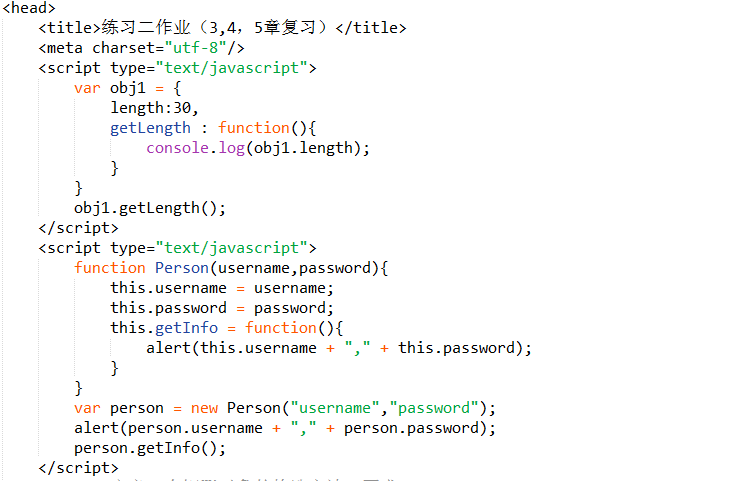 <head>
<title>练习二作业（3,4，5章复习）</title>
<meta charset="utf-8"/>
<script type="text/javascript">
var obj1 = {
length:30,
getLength : function(){
console.log(obj1.length);
}
}
obj1.getLength();
</script>
<script type="text/javascript">
function Person(username,password){
this.username = username;
this.password = password;
this.getInfo = function(){
alert(this.username + "," + this.password);
}
}
var person = new Person("username","password");
alert(person.username + "," + person.password);
person.getInfo();
</script>